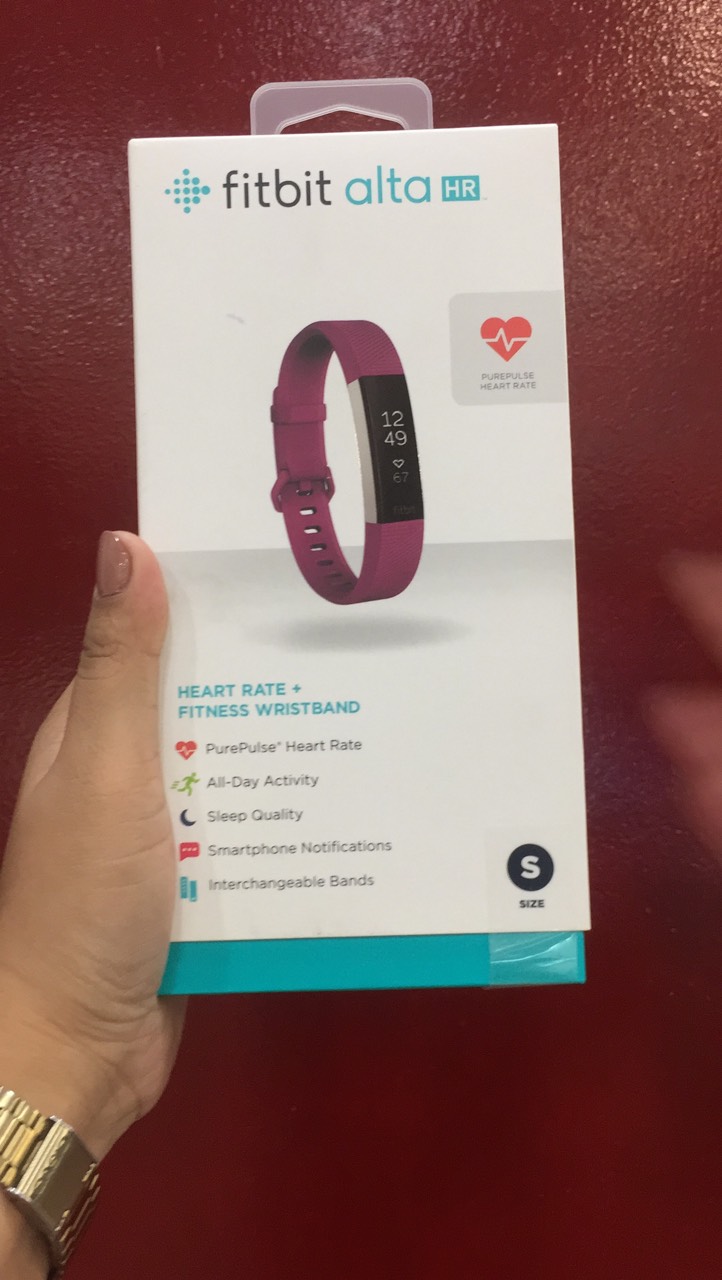 fitbit alta HR
PUREPULSE
HEART RATE
12
49
67
fitbit
HEART RATE +
FITNESS WRISTBAND
PurePulse® Heart Rate
All-Day Activity
Sleep Quality
Smartphone Notifications
Interchangeable Bands
S
SIZE